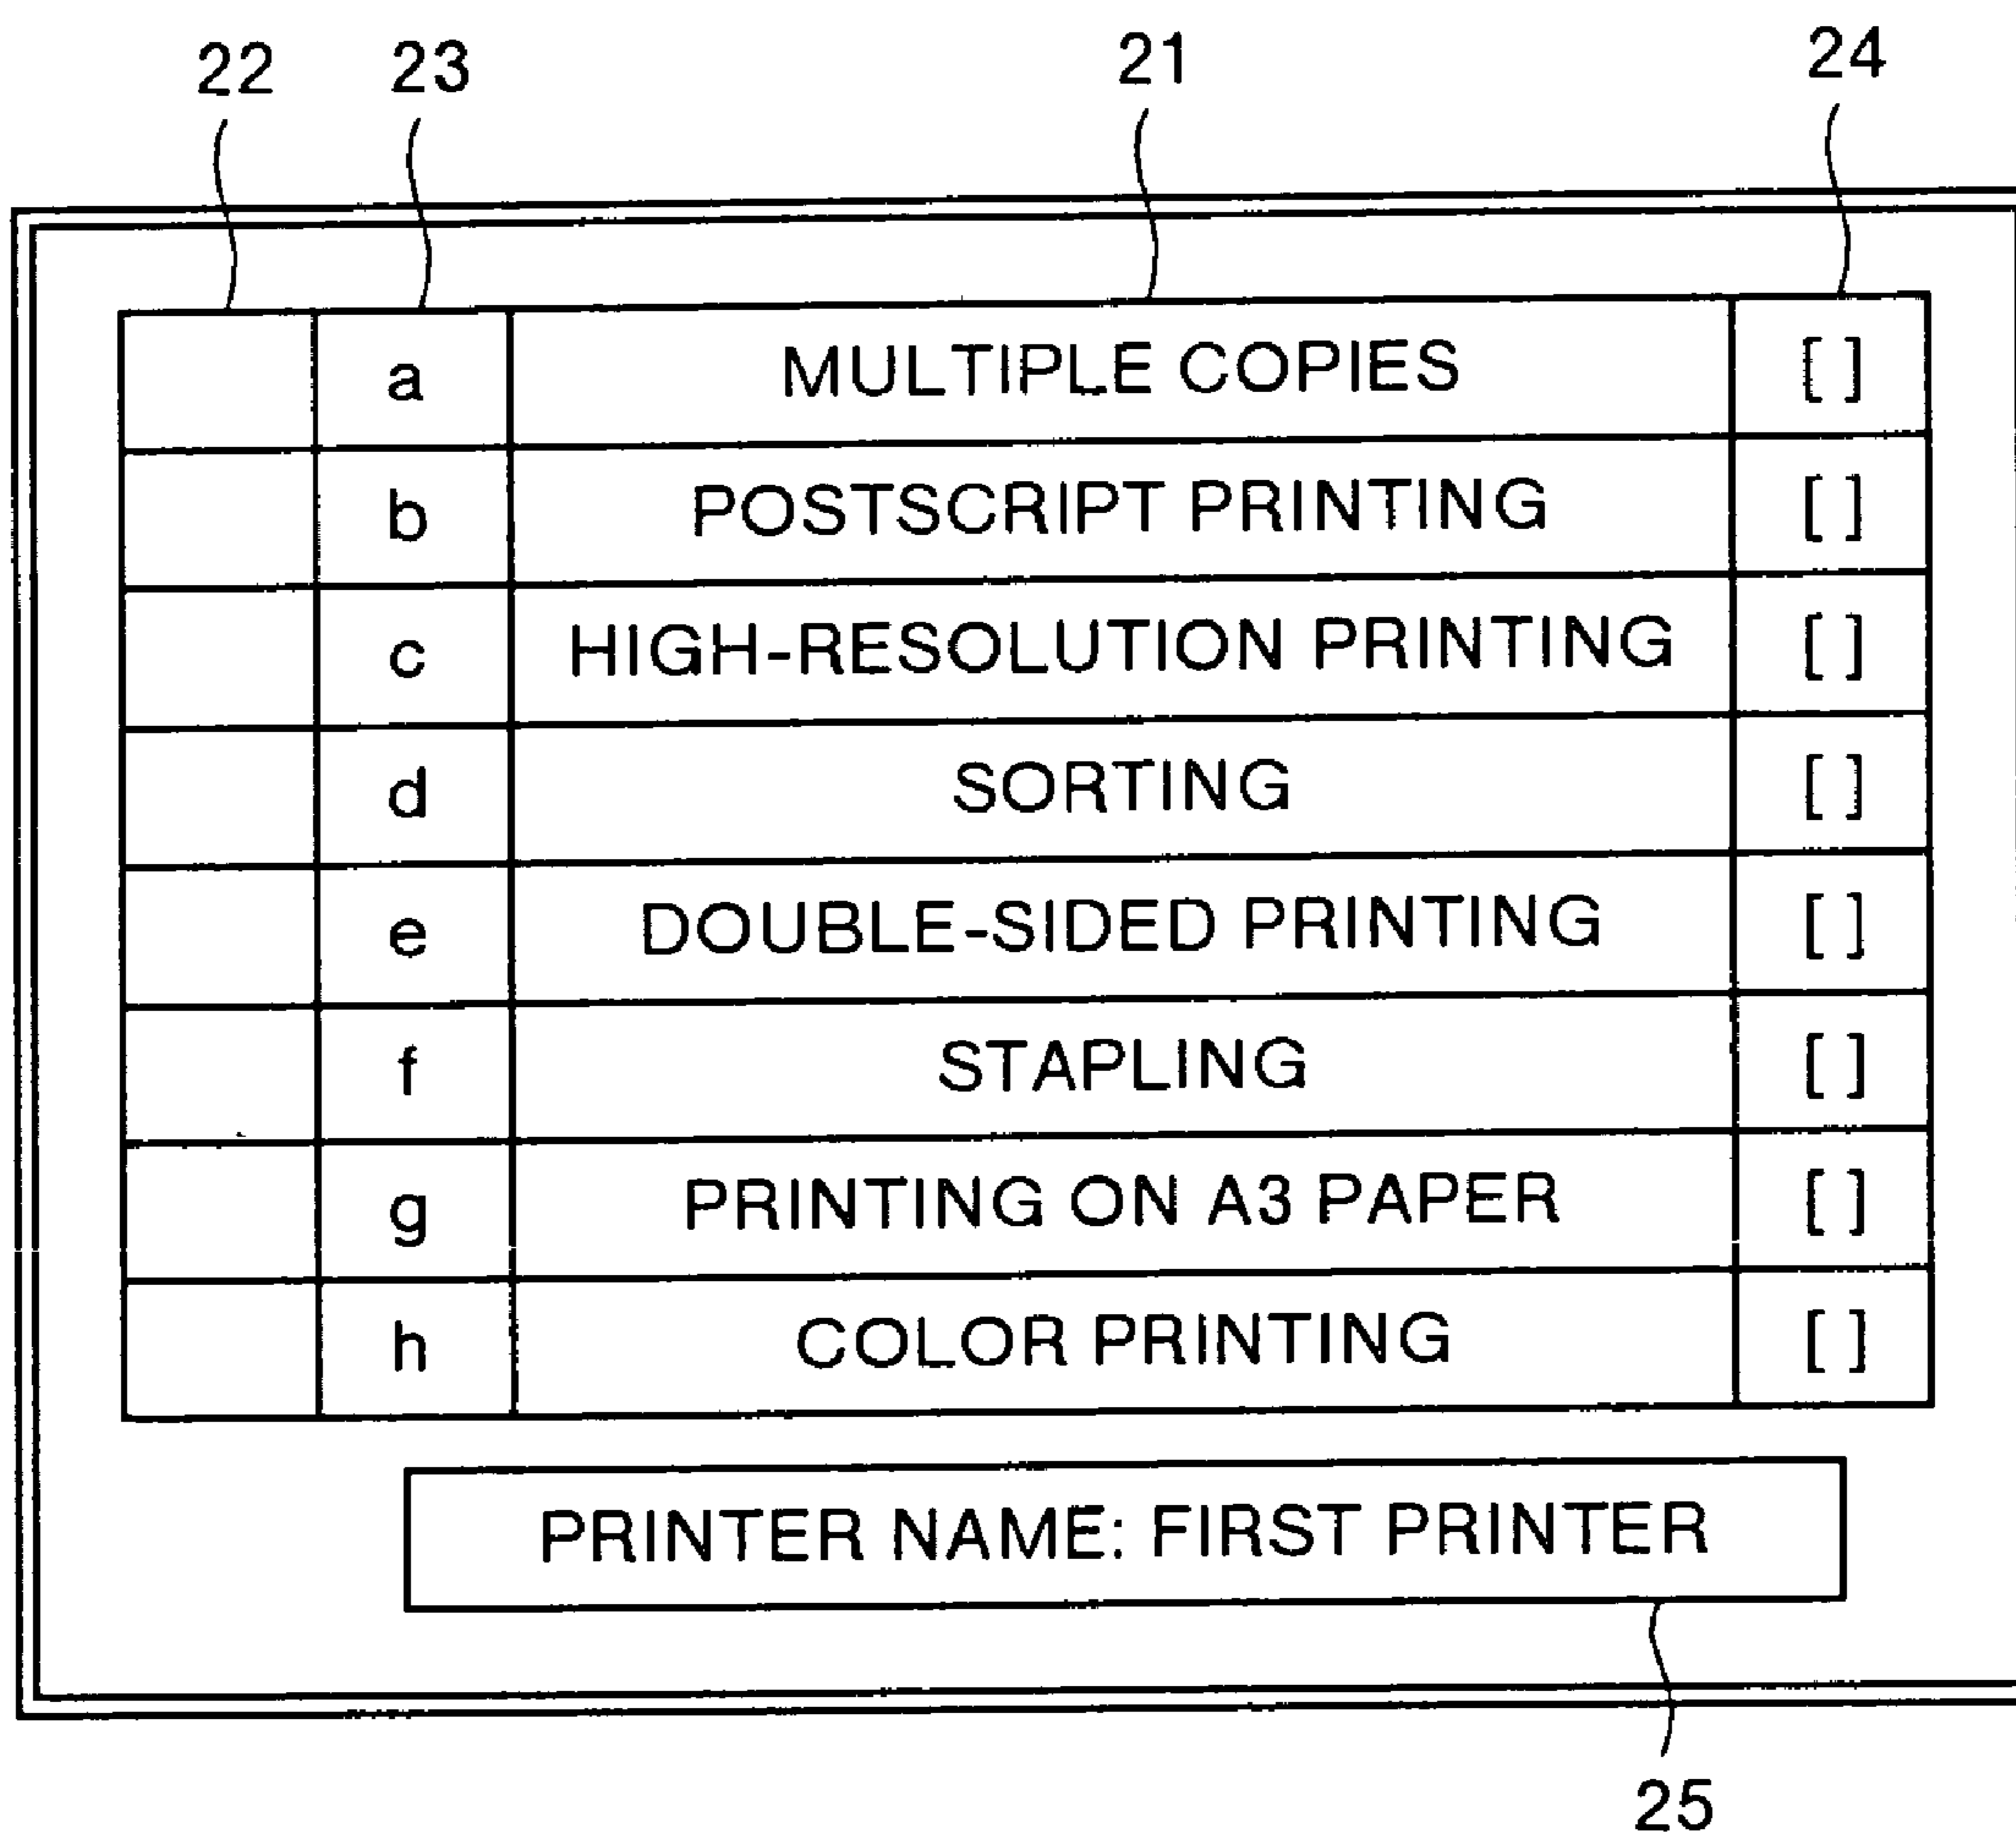 22 23 21 24
a MULTIPLE COPIES [ ]
b POSTSCRIPT PRINTING [ ]
c HIGH-RESOLUTION PRINTING [ ]
d SORTING [ ]
e DOUBLE-SIDED PRINTING [ ]
f STAPLING [ ]
g PRINTING ON A3 PAPER [ ]
h COLOR PRINTING [ ]
PRINTER NAME: FIRST PRINTER
25